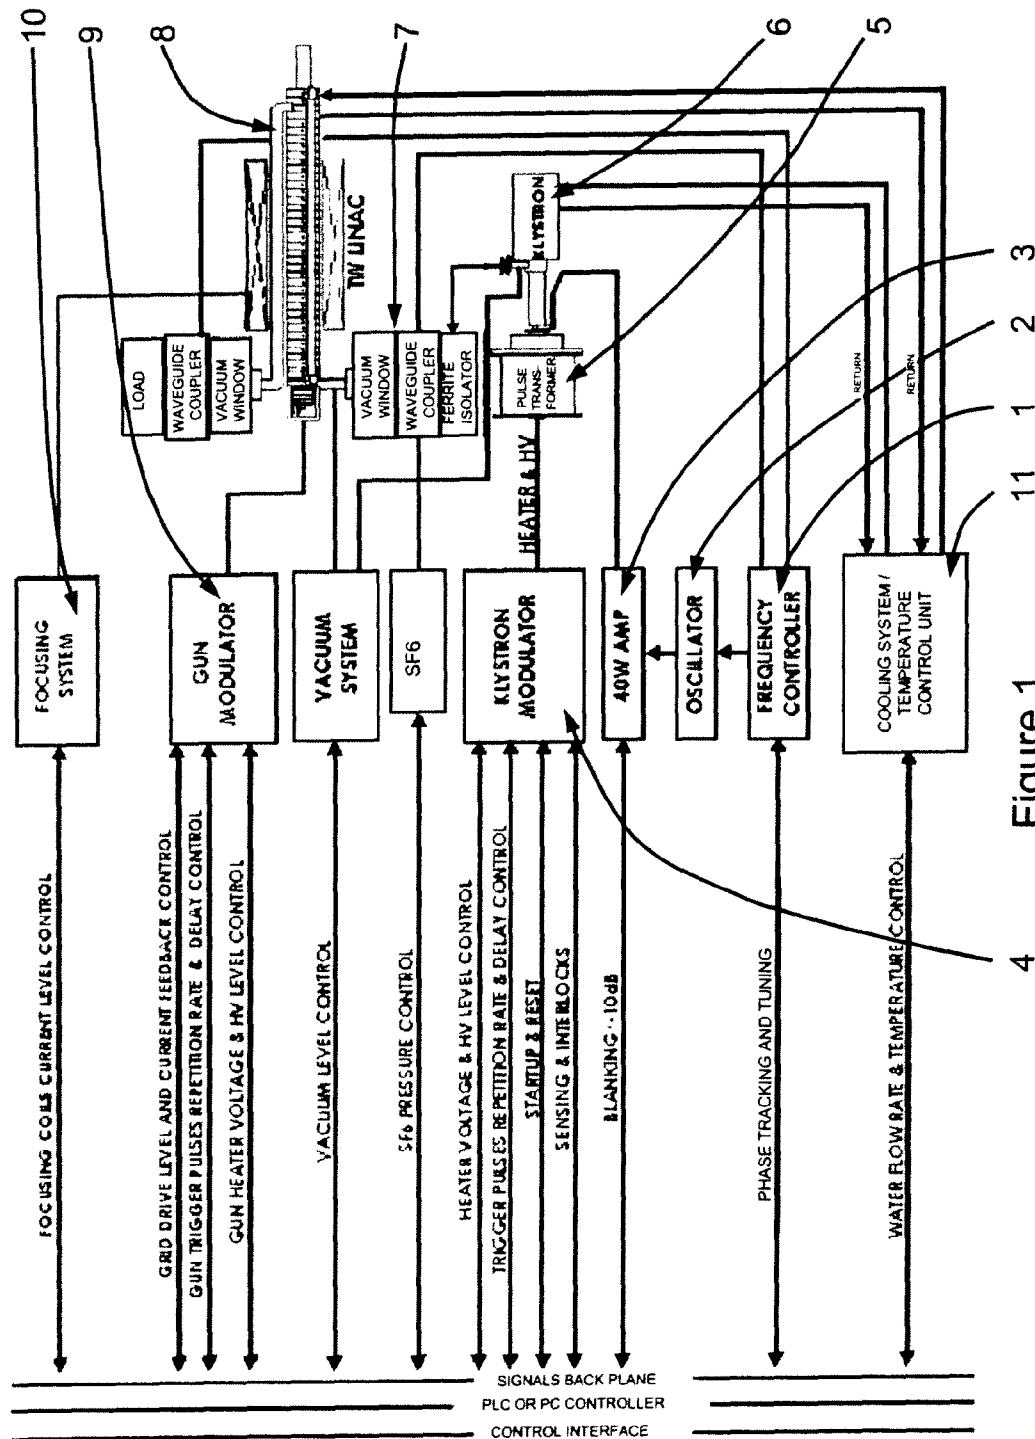 10
9
8
7
6
5
3
2
1
11
4
LOAD
WAVEGUIDE
COUPLER
VACUUM
WINDOW
TW LINAC
VACUUM
WINDOW
WAVEGUIDE
COUPLER
FERRITE
ISOLATOR
KLYSTRON
PULSE
TRANS-
FORMER
HEATER & HV
RETURN
RETURN
FOCUSING
SYSTEM
GUN
MODULATOR
VACUUM
SYSTEM
SF6
KLYSTRON
MODULATOR
40W AMP
OSCILLATOR
FREQUENCY
CONTROLLER
COOLING SYSTEM /
TEMPERATURE
CONTROL UNIT
FOCUSING COILS CURRENT LEVEL CONTROL
GRID DRIVE LEVEL AND CURRENT FEEDBACK CONTROL
GUN TRIGGER PULSES REPETITION RATE & DELAY CONTROL
GUN HEATER VOLTAGE & HV LEVEL CONTROL
VACUUM LEVEL CONTROL
SF6 PRESSURE CONTROL
HEATER VOLTAGE & HV LEVEL CONTROL
TRIGGER PULSES REPETITION RATE & DELAY CONTROL
STARTUP & RESET
SENSING & INTERLOCKS
BLANKING
PHASE TRACKING AND TUNING
WATER FLOW RATE & TEMPERATURE CONTROL
SIGNALS BACK PLANE
PLC OR PC CONTROLLER
CONTROL INTERFACE
Figure 1